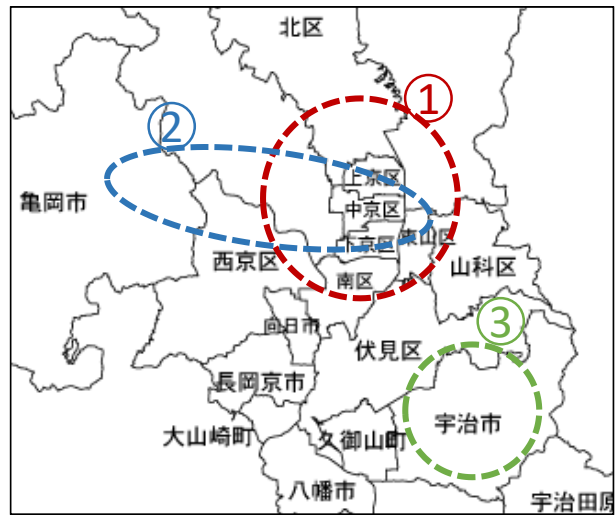 北区
①
②
上京区
亀岡市
中京区
下京区
東山区
西京区
山科区
南区
向日市
③
伏見区
長岡京市
宇治市
大山崎町
久御山町
八幡市
宇治田原